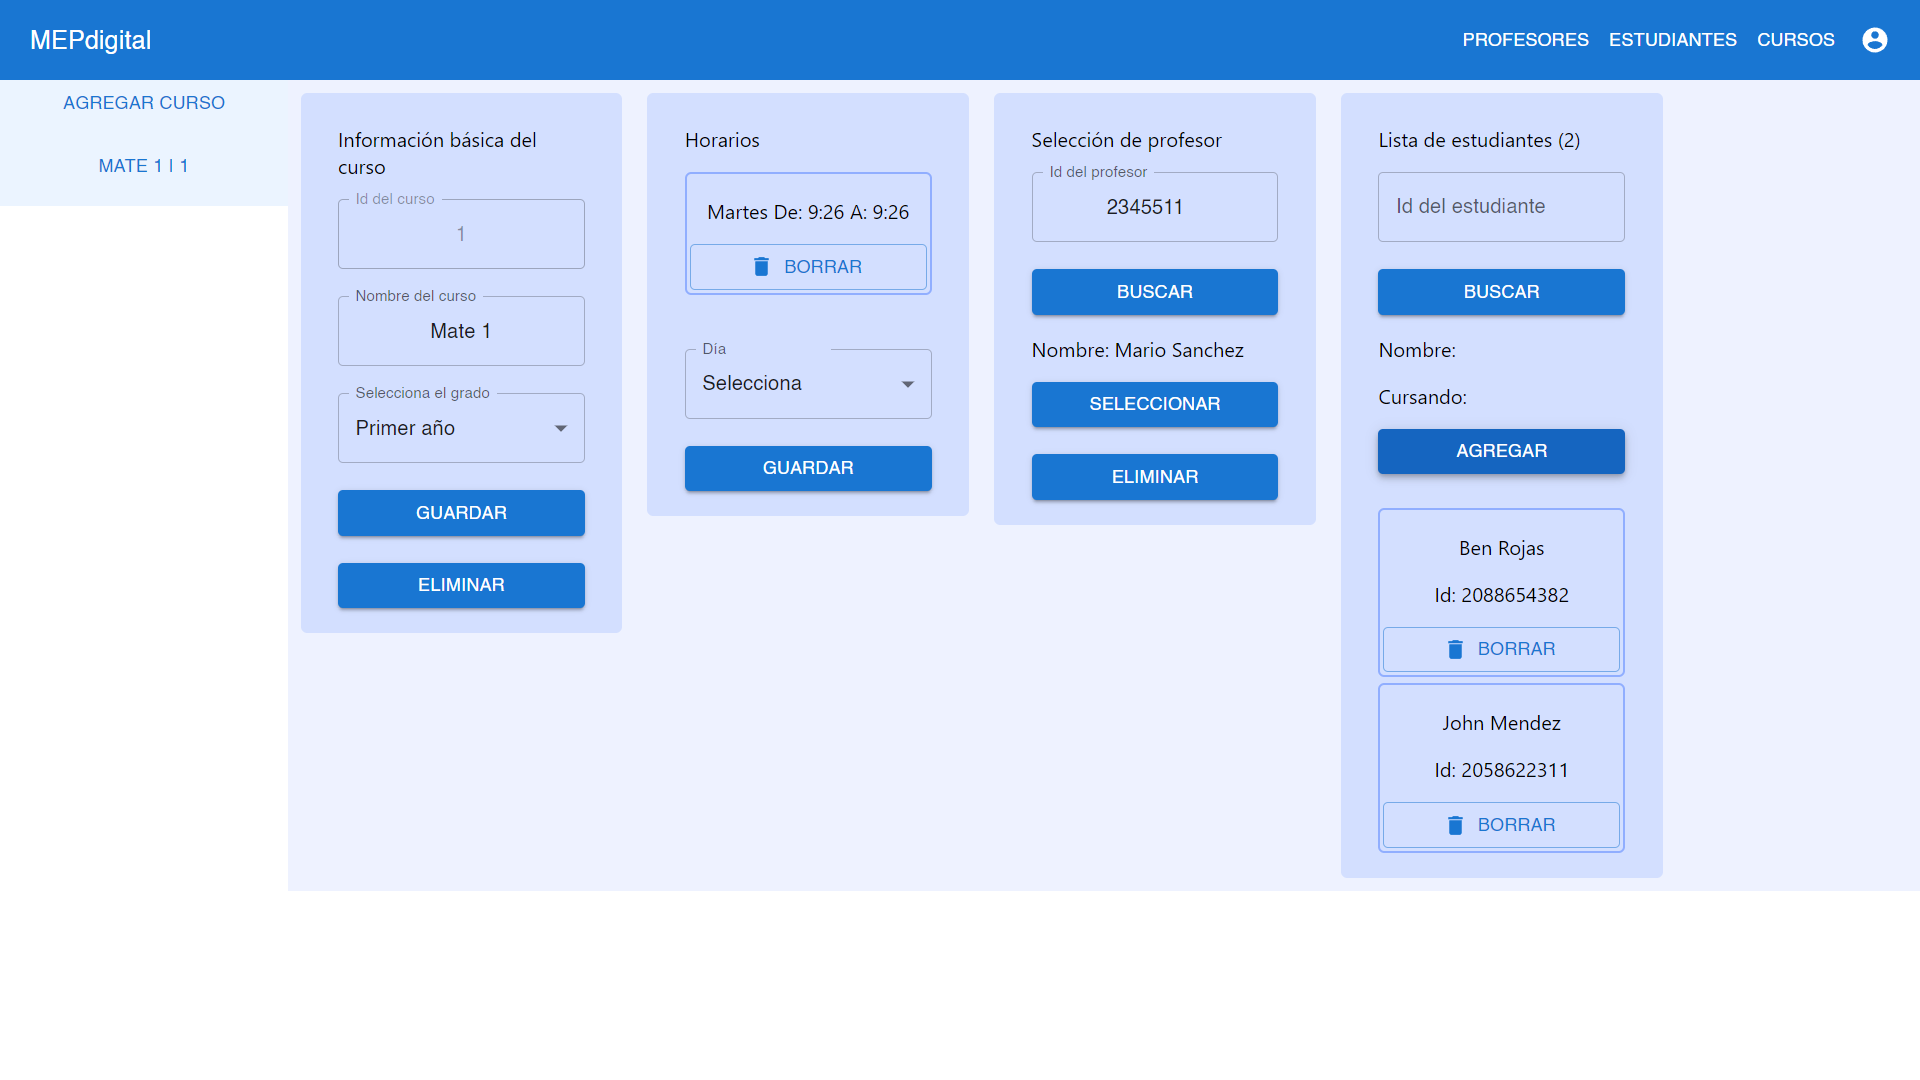 MEPdigital
PROFESORES
ESTUDIANTES
CURSOS
AGREGAR CURSO
MATE 1 | 1
Información básica del
curso
Id del curso
1
Nombre del curso
Mate 1
Selecciona el grado
Primer año
GUARDAR
ELIMINAR
Horarios
Martes De: 9:26 A: 9:26
BORRAR
Día
Selecciona
GUARDAR
Selección de profesor
Id del profesor
2345511
BUSCAR
Nombre: Mario Sanchez
SELECCIONAR
ELIMINAR
Lista de estudiantes (2)
Id del estudiante
BUSCAR
Nombre:
Cursando:
AGREGAR
Ben Rojas
Id: 2088654382
BORRAR
John Mendez
Id: 2058622311
BORRAR